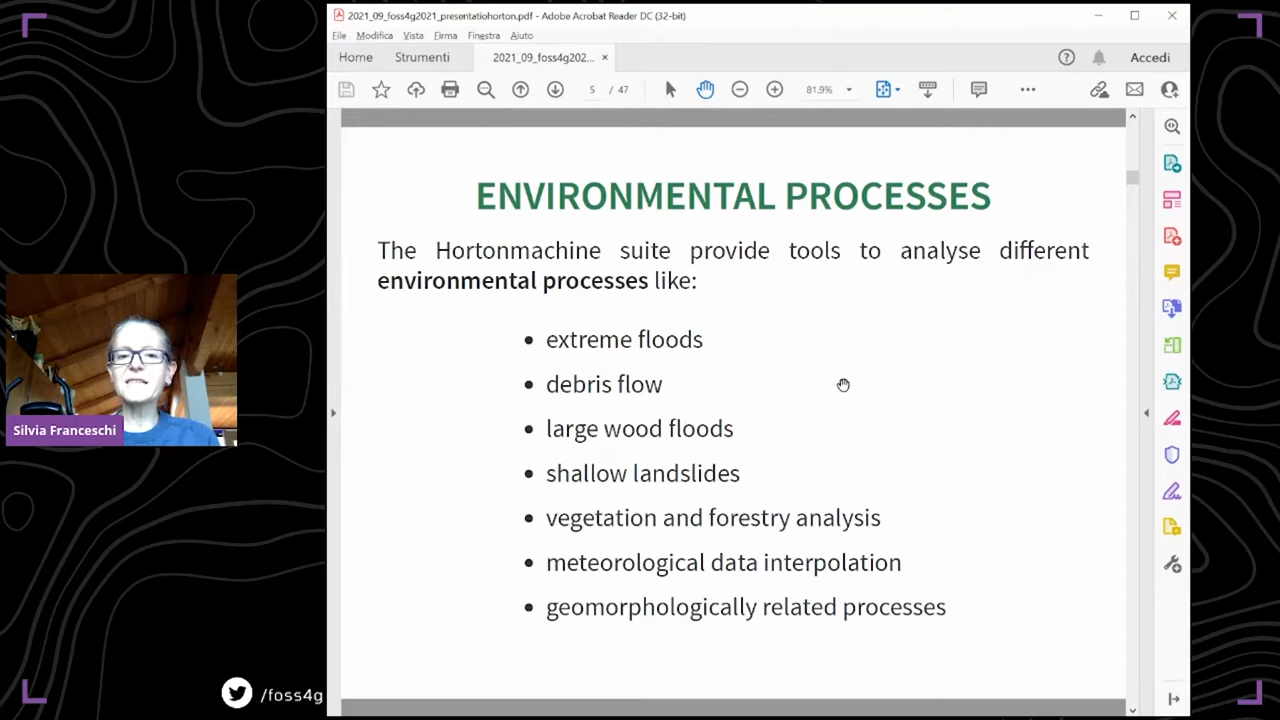 2021_09_foss4g2021_presentatiohorton.pdf - Adobe Acrobat Reader DC (32-bit)
File Modifica Vista Firma Finestra Aiuto
Home Strumenti 2021_09_foss4g202... × Accedi
5 / 47 81.9%
ENVIRONMENTAL PROCESSES
The Hortonmachine suite provide tools to analyse different
environmental processes like:
• extreme floods
• debris flow
• large wood floods
• shallow landslides
• vegetation and forestry analysis
• meteorological data interpolation
• geomorphologically related processes
Silvia Franceschi
/foss4g